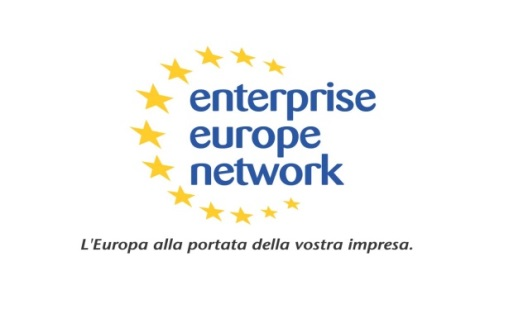 enterprise
europe
network
L'Europa alla portata della vostra impresa.